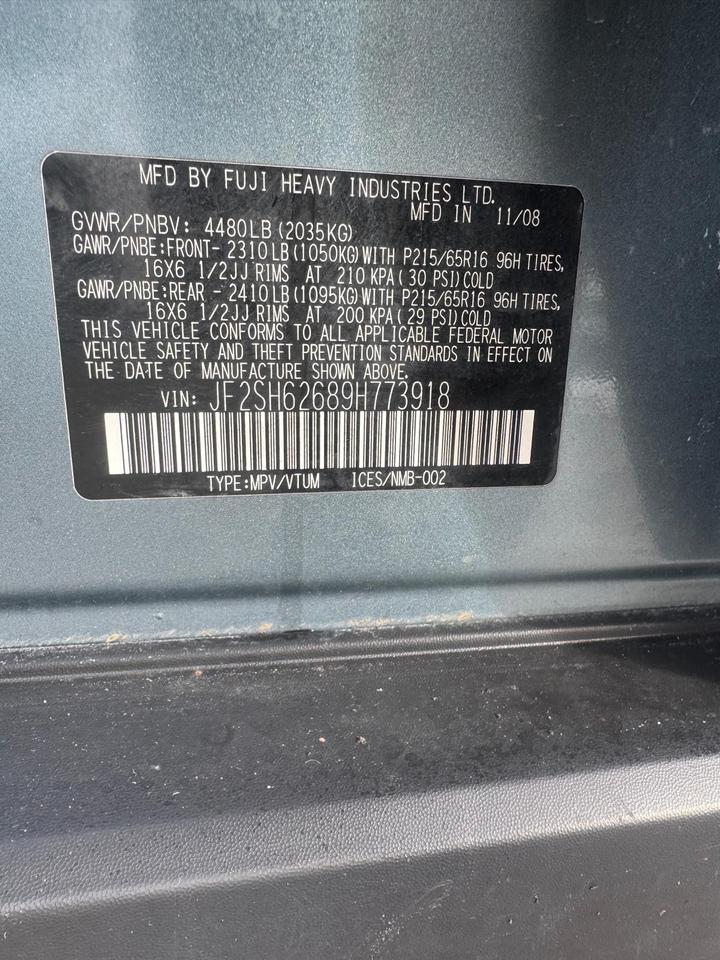 MFD BY FUJI HEAVY INDUSTRIES LTD.
MFD IN 11/08
GVWR/PNBV: 4480LB(2035KG)
GAWR/PNBE:FRONT- 2310LB(1050KG)WITH P215/65R16 96H TIRES,
16X6 1/2JJ RIMS AT 210 KPA(30 PSI)COLD
GAWR/PNBE:REAR - 2410LB(1095KG)WITH P215/65R16 96H TIRES,
16X6 1/2JJ RIMS AT 200 KPA(29 PSI)COLD
THIS VEHICLE CONFORMS TO ALL APPLICABLE FEDERAL MOTOR
VEHICLE SAFETY AND THEFT PREVENTION STANDARDS IN EFFECT ON
THE DATE OF MANUFACTURE SHOWN ABOVE.
VIN: JF2SH62689H773918
TYPE:MPV/VTUM ICES/NMB-002